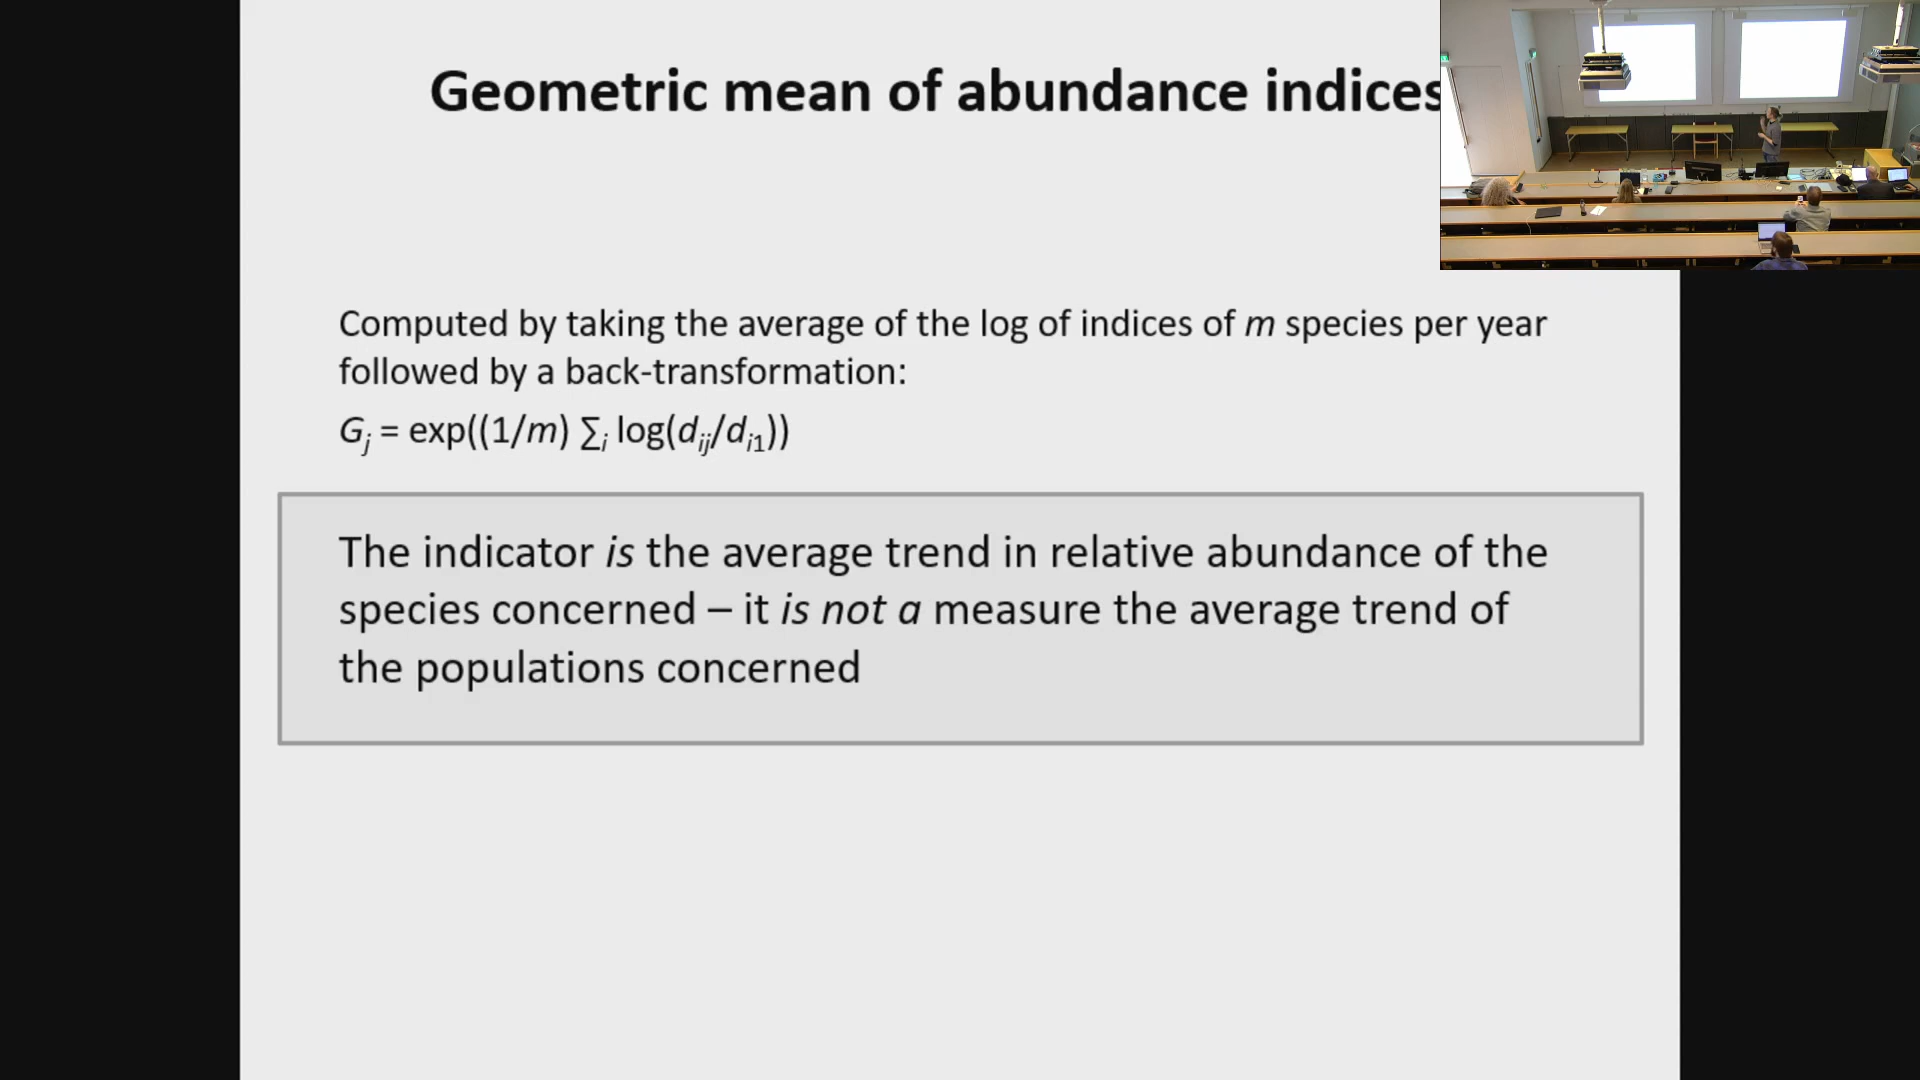 Geometric mean of abundance indices
Computed by taking the average of the log of indices of m species per year
followed by a back-transformation:
Gj = exp((1/m) ∑i log(dij/di1))
The indicator is the average trend in relative abundance of the
species concerned – it is not a measure the average trend of
the populations concerned